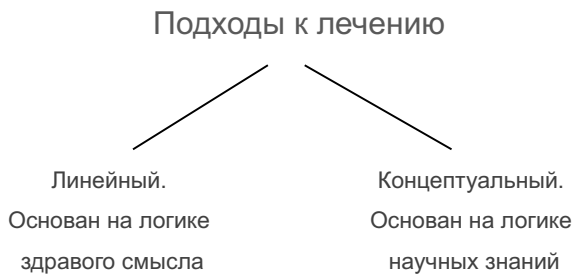 Подходы к лечению
Линейный.
Основан на логике
здравого смысла
Концептуальный.
Основан на логике
научных знаний